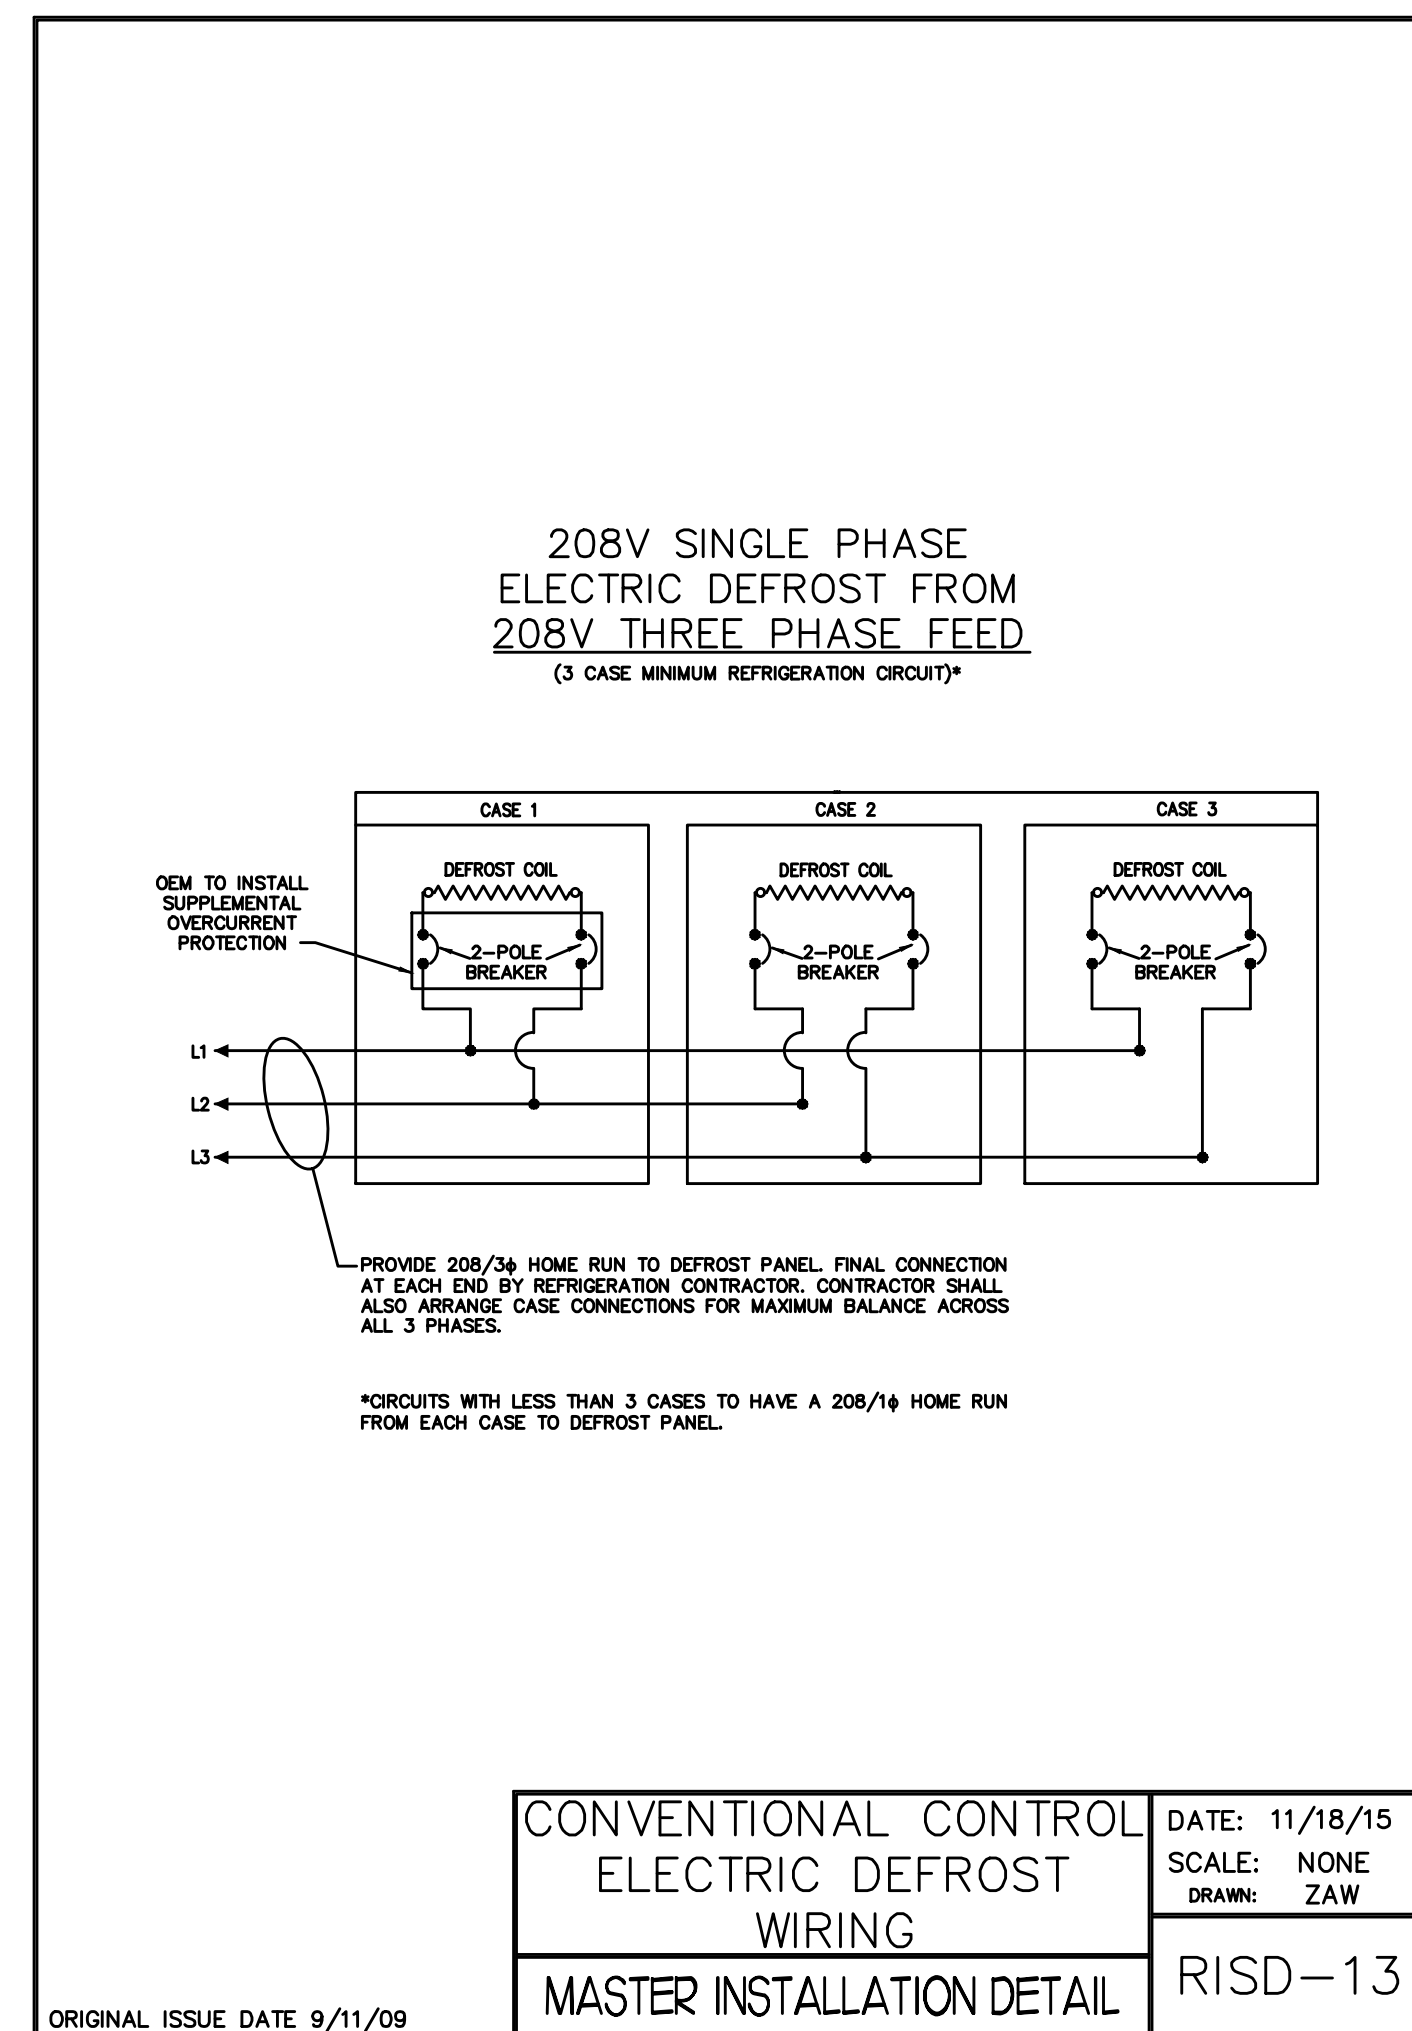 208V SINGLE PHASE
ELECTRIC DEFROST FROM
208V THREE PHASE FEED
(3 CASE MINIMUM REFRIGERATION CIRCUIT)*
CASE 1
CASE 2
CASE 3
DEFROST COIL
DEFROST COIL
DEFROST COIL
OEM TO INSTALL
SUPPLEMENTAL
OVERCURRENT
PROTECTION
2-POLE
BREAKER
2-POLE
BREAKER
2-POLE
BREAKER
L1
L2
L3
PROVIDE 208/3ϕ HOME RUN TO DEFROST PANEL. FINAL CONNECTION
AT EACH END BY REFRIGERATION CONTRACTOR. CONTRACTOR SHALL
ALSO ARRANGE CASE CONNECTIONS FOR MAXIMUM BALANCE ACROSS
ALL 3 PHASES.
*CIRCUITS WITH LESS THAN 3 CASES TO HAVE A 208/1ϕ HOME RUN
FROM EACH CASE TO DEFROST PANEL.
CONVENTIONAL CONTROL
ELECTRIC DEFROST
WIRING
MASTER INSTALLATION DETAIL
DATE: 11/18/15
SCALE: NONE
DRAWN: ZAW
RISD-13
ORIGINAL ISSUE DATE 9/11/09